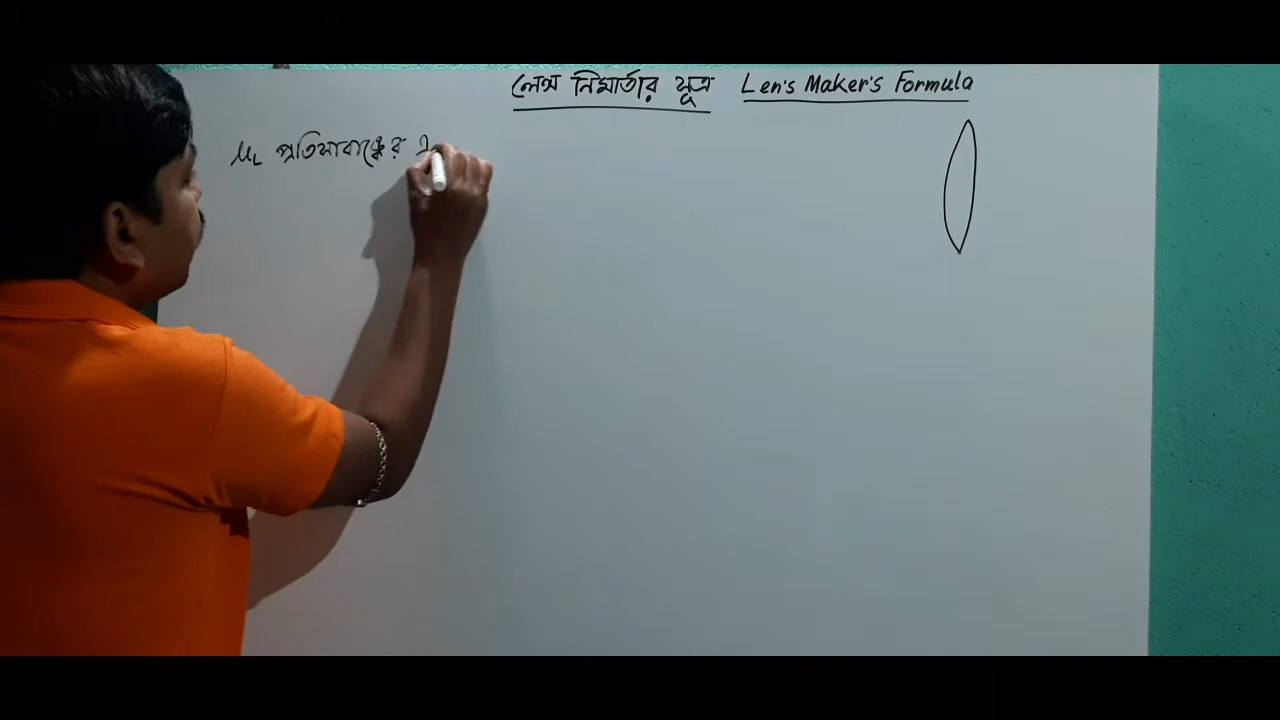 লেন্স নির্মাতার সূত্র Len's Maker's Formula
μL প্রতিসরাঙ্কের